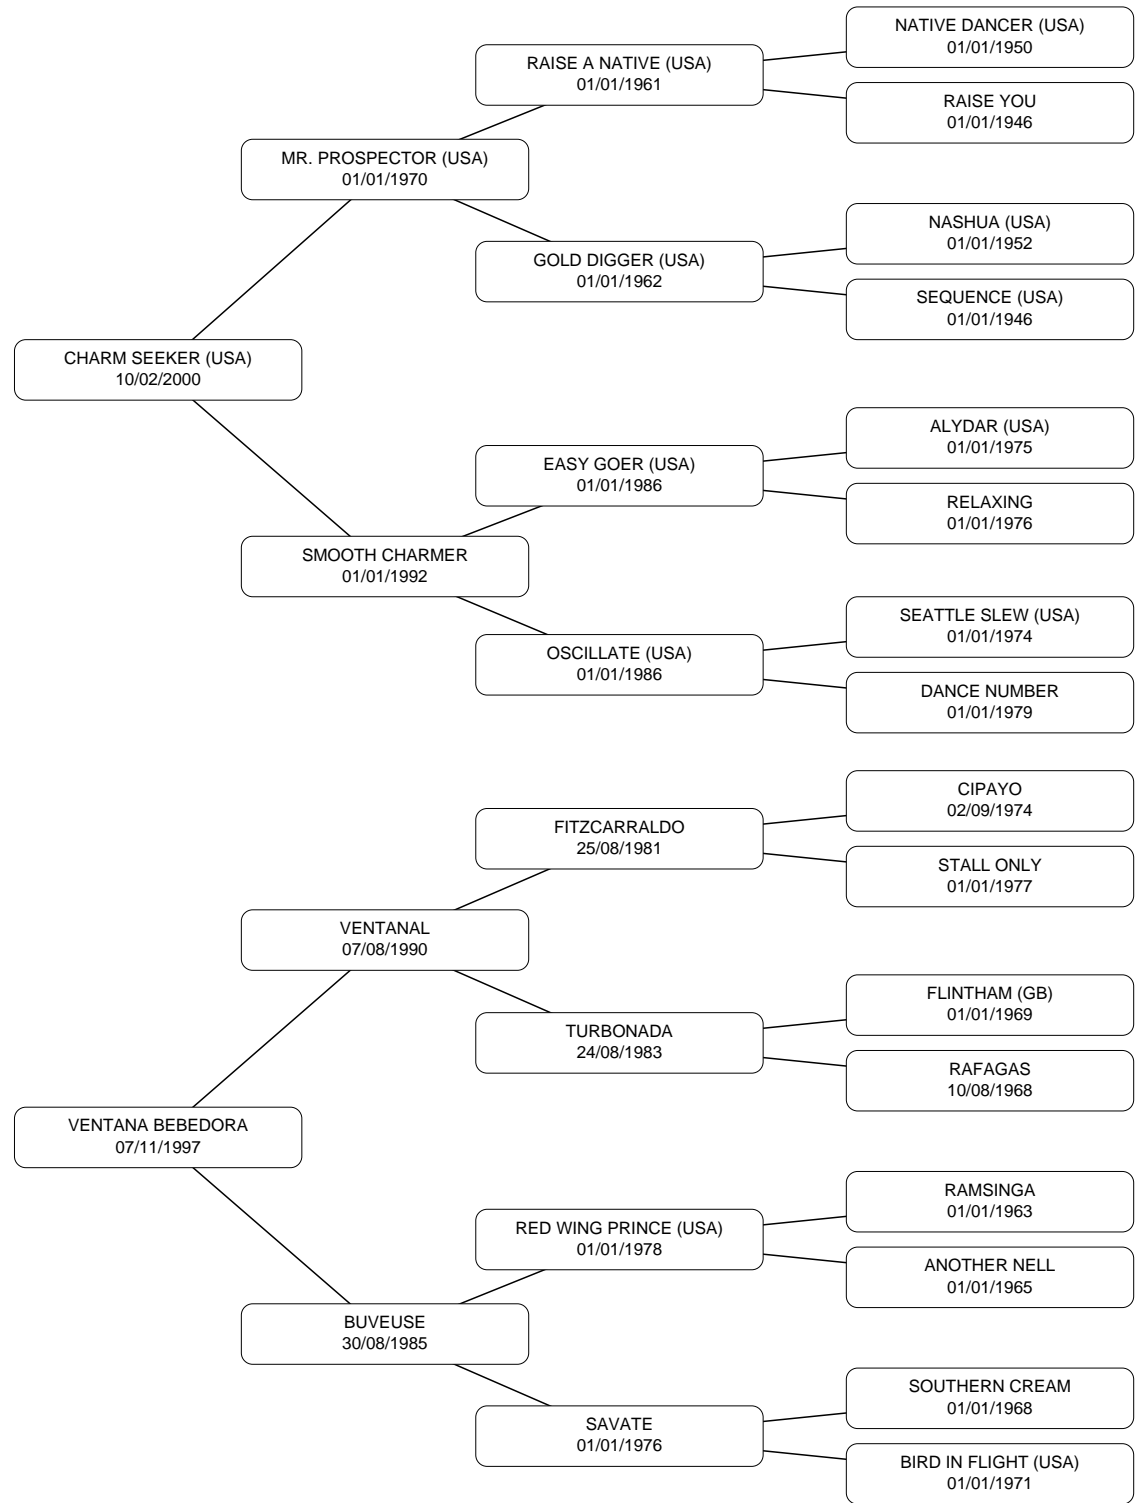 NATIVE DANCER (USA)
01/01/1950
RAISE A NATIVE (USA)
01/01/1961
RAISE YOU
01/01/1946
MR. PROSPECTOR (USA)
01/01/1970
NASHUA (USA)
01/01/1952
GOLD DIGGER (USA)
01/01/1962
SEQUENCE (USA)
01/01/1946
CHARM SEEKER (USA)
10/02/2000
ALYDAR (USA)
01/01/1975
EASY GOER (USA)
01/01/1986
RELAXING
01/01/1976
SMOOTH CHARMER
01/01/1992
SEATTLE SLEW (USA)
01/01/1974
OSCILLATE (USA)
01/01/1986
DANCE NUMBER
01/01/1979
CIPAYO
02/09/1974
FITZCARRALDO
25/08/1981
STALL ONLY
01/01/1977
VENTANAL
07/08/1990
FLINTHAM (GB)
01/01/1969
TURBONADA
24/08/1983
RAFAGAS
10/08/1968
VENTANA BEBEDORA
07/11/1997
RAMSINGA
01/01/1963
RED WING PRINCE (USA)
01/01/1978
ANOTHER NELL
01/01/1965
BUVEUSE
30/08/1985
SOUTHERN CREAM
01/01/1968
SAVATE
01/01/1976
BIRD IN FLIGHT (USA)
01/01/1971